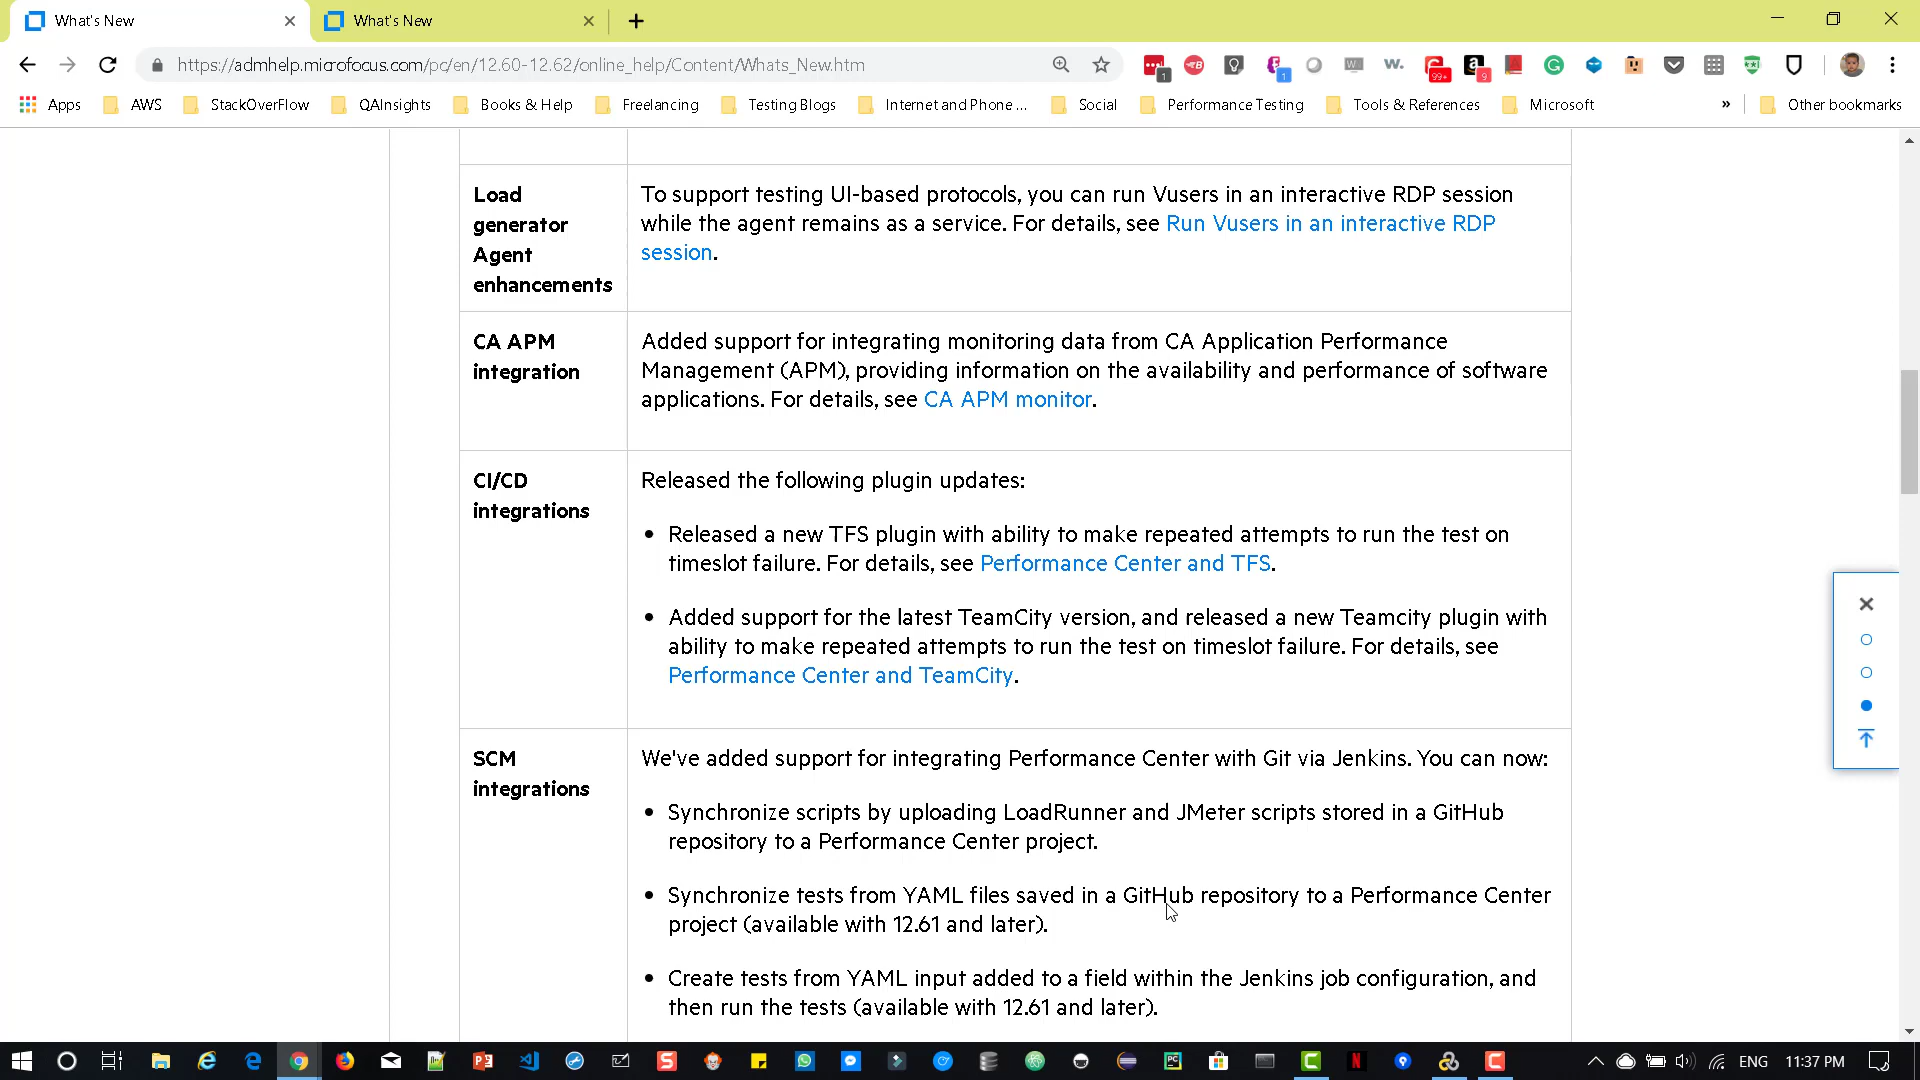 What's New
What's New
https://admhelp.microfocus.com/pc/en/12.60-12.62/online_help/Content/Whats_New.htm
1
1
99+
9
Apps
AWS
StackOverFlow
QAInsights
Books & Help
Freelancing
Testing Blogs
Internet and Phone ...
Social
Performance Testing
Tools & References
Microsoft
»
Other bookmarks
Load
generator
Agent
enhancements
To support testing UI-based protocols, you can run Vusers in an interactive RDP session
while the agent remains as a service. For details, see Run Vusers in an interactive RDP
session.
CA APM
integration
Added support for integrating monitoring data from CA Application Performance
Management (APM), providing information on the availability and performance of software
applications. For details, see CA APM monitor.
CI/CD
integrations
Released the following plugin updates:
• Released a new TFS plugin with ability to make repeated attempts to run the test on
timeslot failure. For details, see Performance Center and TFS.
• Added support for the latest TeamCity version, and released a new Teamcity plugin with
ability to make repeated attempts to run the test on timeslot failure. For details, see
Performance Center and TeamCity.
SCM
integrations
We've added support for integrating Performance Center with Git via Jenkins. You can now:
• Synchronize scripts by uploading LoadRunner and JMeter scripts stored in a GitHub
repository to a Performance Center project.
• Synchronize tests from YAML files saved in a GitHub repository to a Performance Center
project (available with 12.61 and later).
• Create tests from YAML input added to a field within the Jenkins job configuration, and
then run the tests (available with 12.61 and later).
ENG
11:37 PM